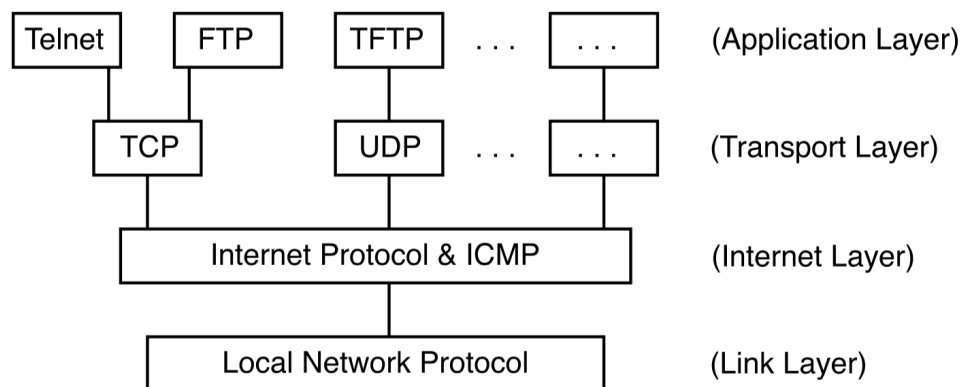 Telnet FTP TFTP . . . . . . (Application Layer)
TCP UDP . . . . . . (Transport Layer)
Internet Protocol & ICMP (Internet Layer)
Local Network Protocol (Link Layer)